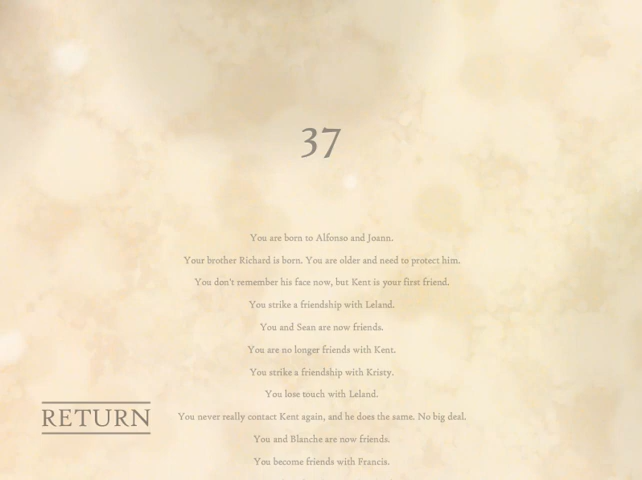 37
You are born to Alfonso and Joann.
Your brother Richard is born. You are older and need to protect him.
You don't remember his face now, but Kent is your first friend.
You strike a friendship with Leland.
You and Sean are now friends.
You are no longer friends with Kent.
You strike a friendship with Kristy.
You lose touch with Leland.
RETURN
You never really contact Kent again, and he does the same. No big deal.
You and Blanche are now friends.
You become friends with Francis.